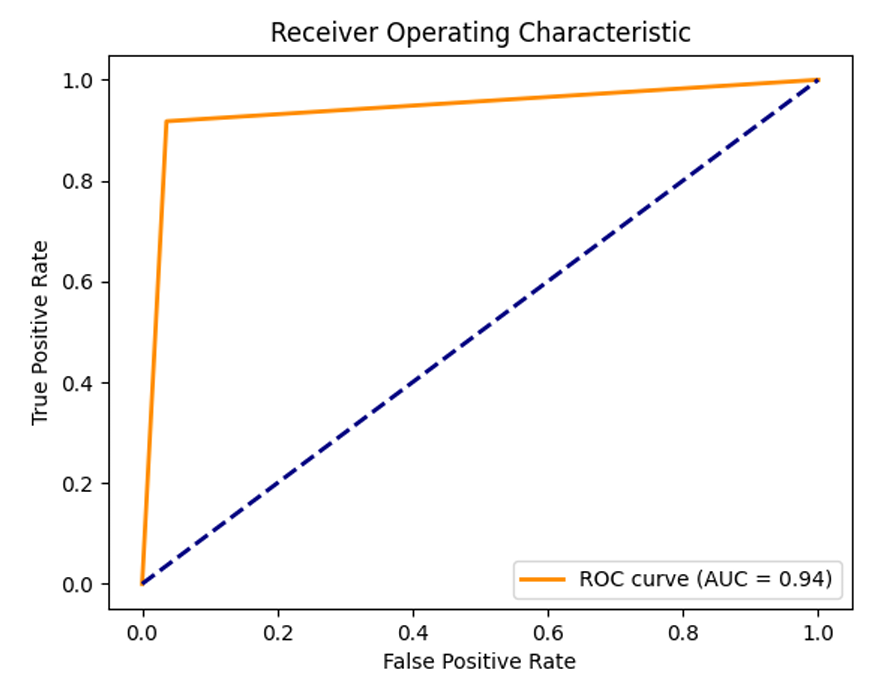 Receiver Operating Characteristic
1.0
0.8
0.6
0.4
0.2
0.0
True Positive Rate
ROC curve (AUC = 0.94)
0.0 0.2 0.4 0.6 0.8 1.0
False Positive Rate